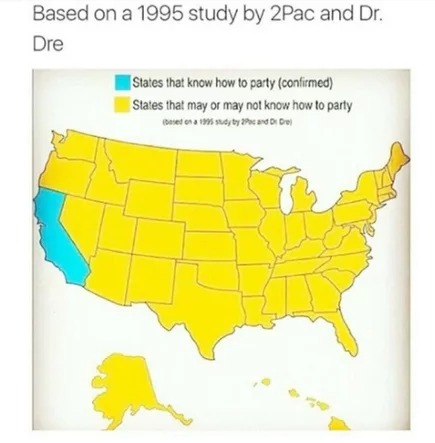 Based on a 1995 study by 2Pac and Dr.
Dre
States that know how to party (confirmed)
States that may or may not know how to party
(based on a 1995 study by 2Pac and Dr. Dre)